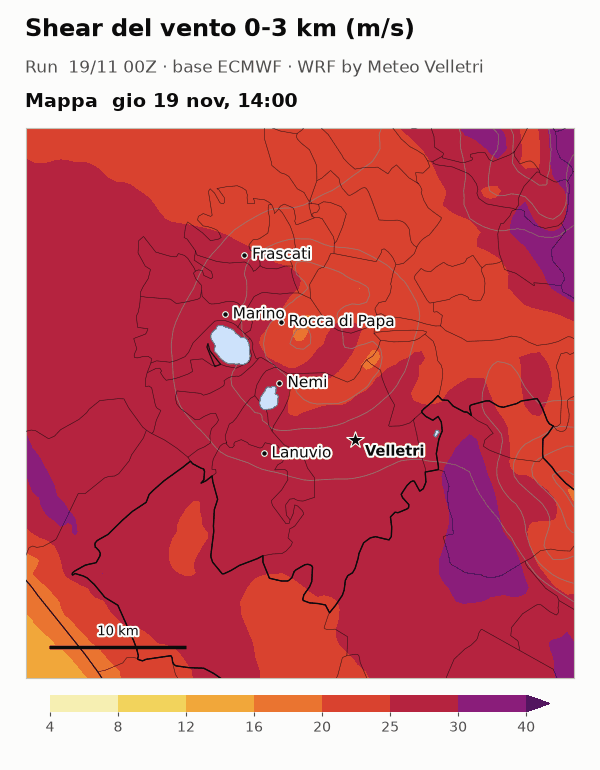 Shear del vento 0-3 km (m/s)
Run  19/11 00Z · base ECMWF · WRF by Meteo Velletri
Mappa  gio 19 nov, 14:00
Frascati
Marino
Rocca di Papa
Nemi
Velletri
Lanuvio
10 km
4 8 12 16 20 25 30 40